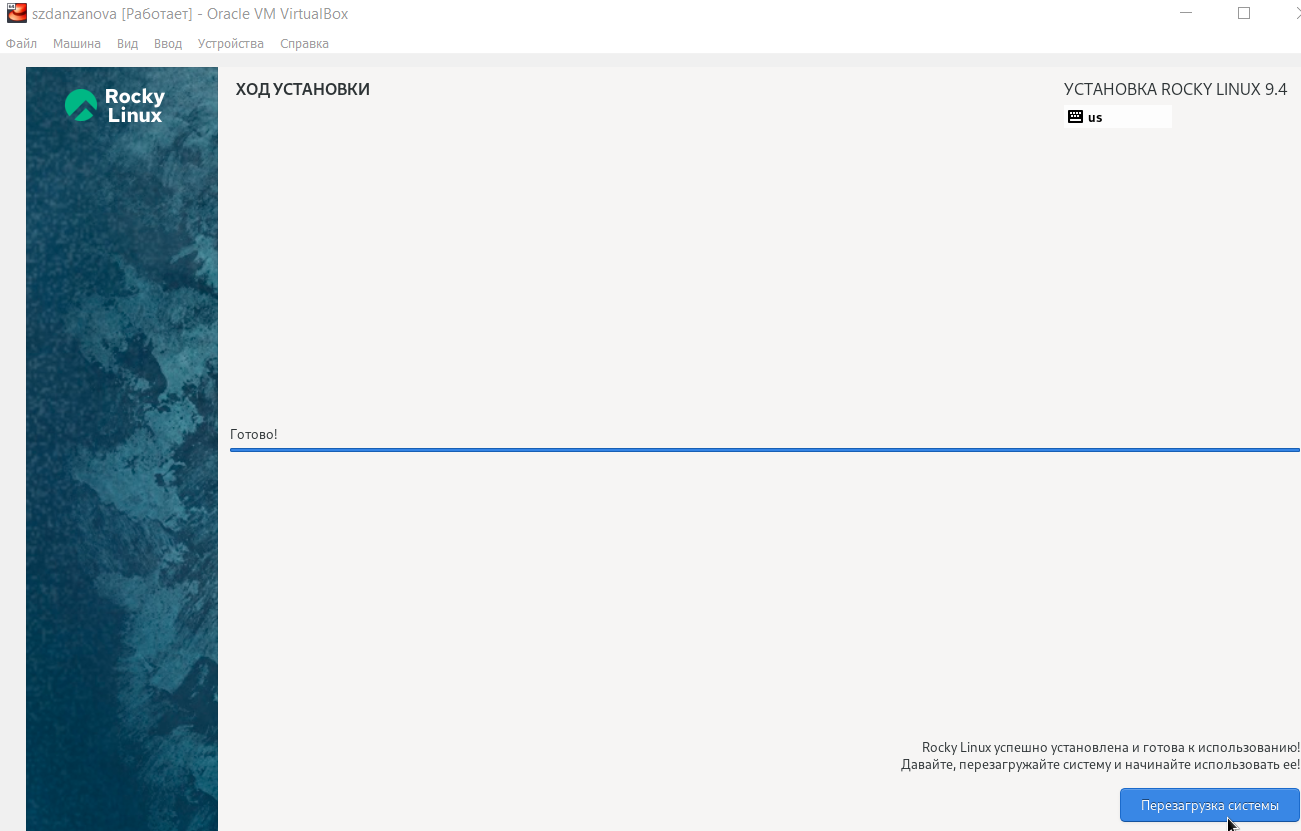 szdanzanova [Работает] - Oracle VM VirtualBox
Файл Машина Вид Ввод Устройства Справка
Rocky
Linux
ХОД УСТАНОВКИ
УСТАНОВКА ROCKY LINUX 9.4
us
Готово!
Rocky Linux успешно установлена и готова к использованию!
Давайте, перезагружайте систему и начинайте использовать ее!
Перезагрузка системы